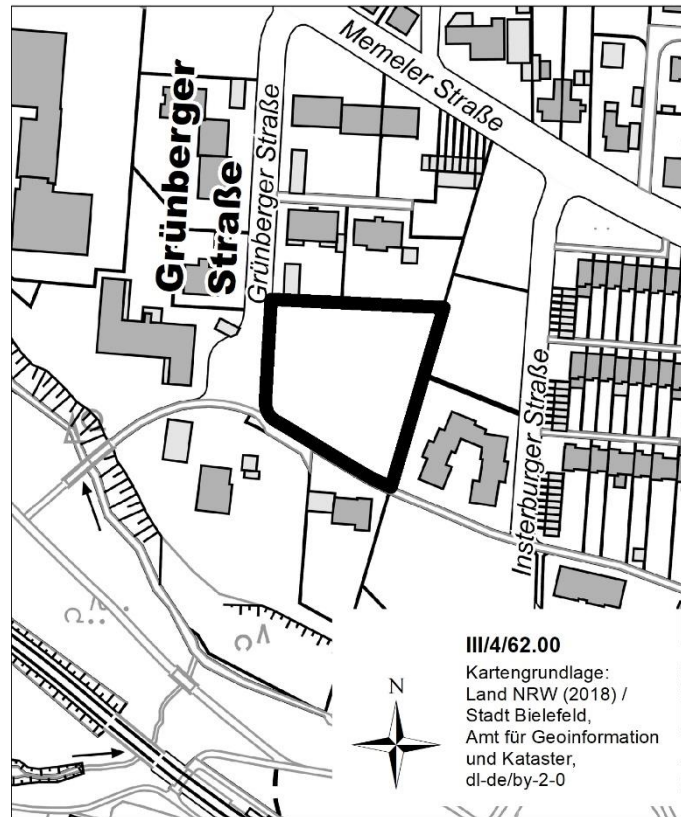 Memeler Straße
Grünberger
Straße
Grünberger Straße
Insterburger Straße
N
III/4/62.00
Kartengrundlage:
Land NRW (2018) /
Stadt Bielefeld,
Amt für Geoinformation
und Kataster,
dl-de/by-2-0